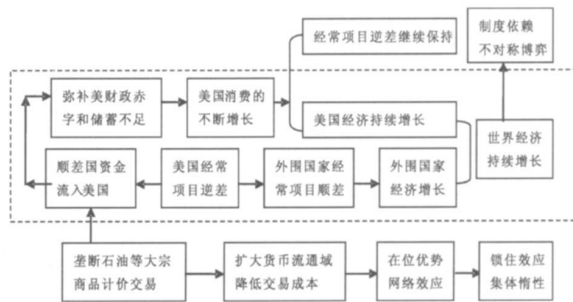 经常项目逆差继续保持
制度依赖
不对称博弈
弥补美财政赤
字和储蓄不足
美国消费的
不断增长
美国经济持续增长
世界经济
持续增长
顺差国资金
流入美国
美国经常
项目逆差
外围国家经
常项目顺差
外围国家
经济增长
垄断石油等大宗
商品计价交易
扩大货币流通域
降低交易成本
在位优势
网络效应
锁住效应
集体惰性